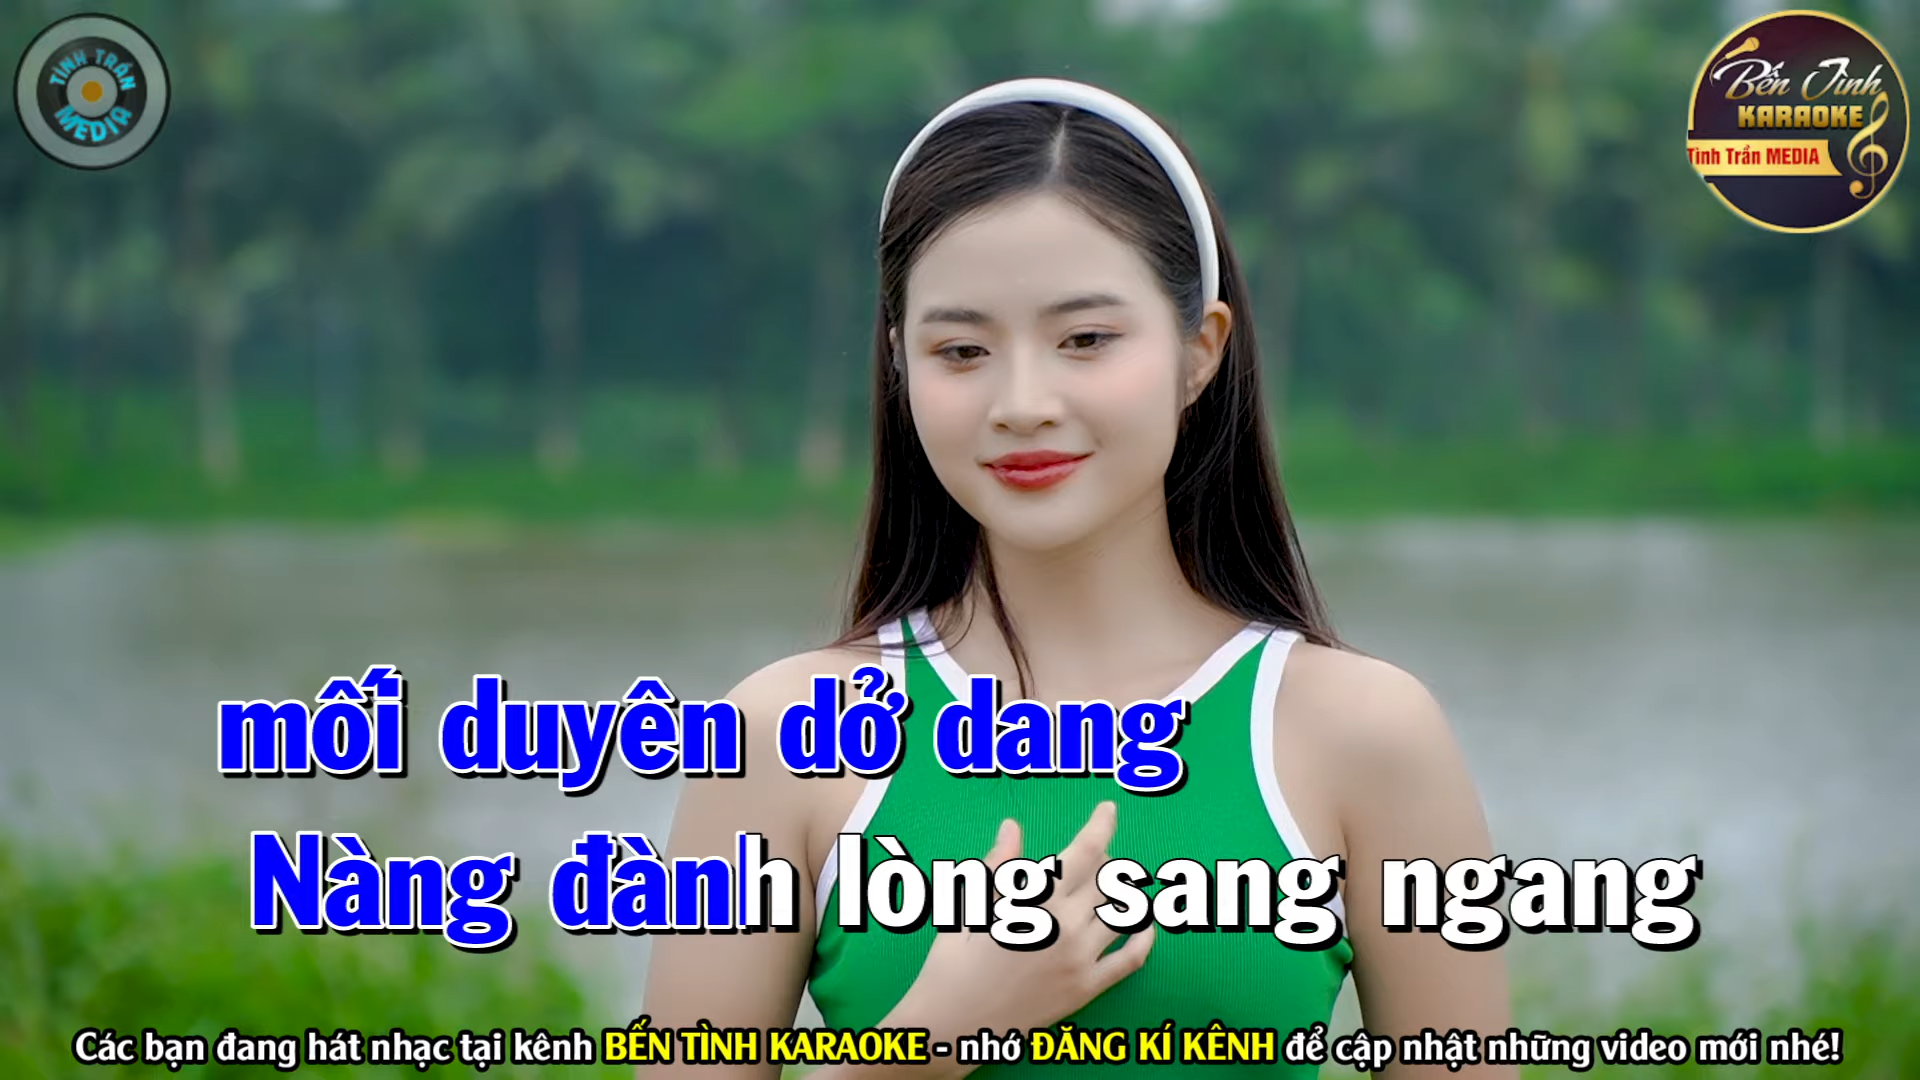 TÌNH TRẦN
MEDIA
Bến Tình
KARAOKE
Tình Trần MEDIA
mối duyên dở dang
Nàng đành lòng sang ngang
Các bạn đang hát nhạc tại kênh BẾN TÌNH KARAOKE - nhớ ĐĂNG KÍ KÊNH để cập nhật những video mới nhé!